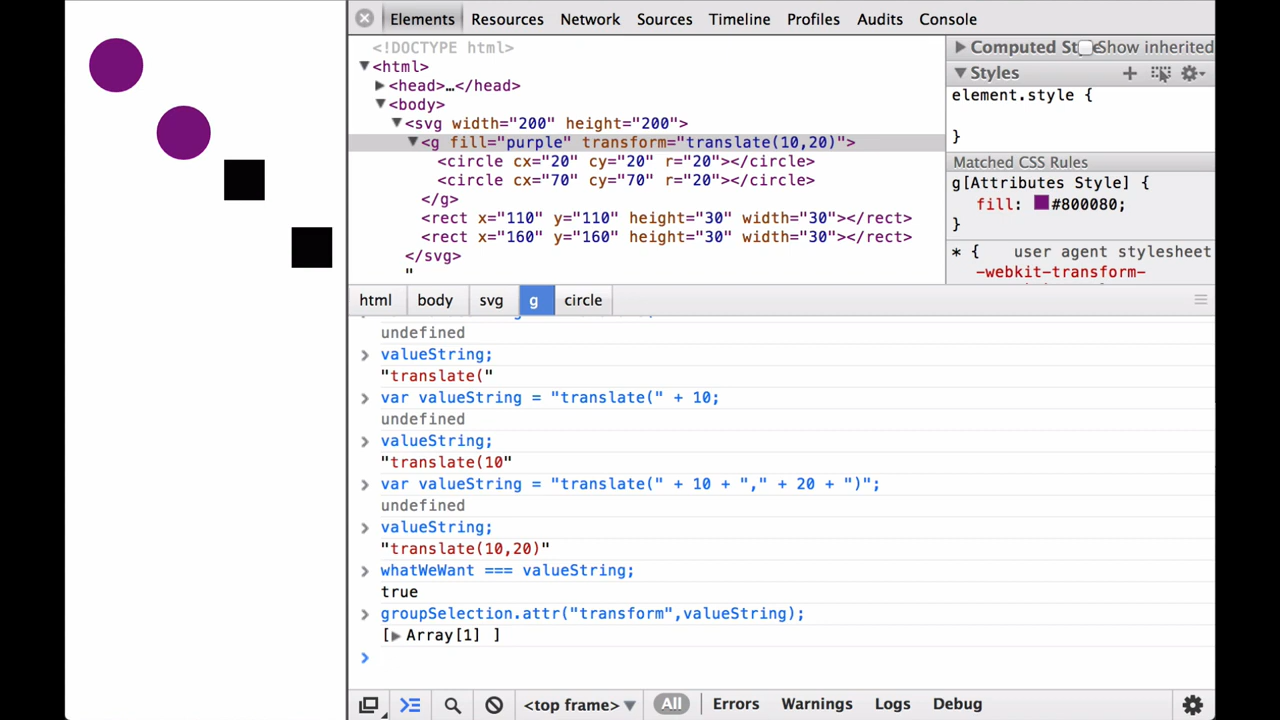 Elements Resources Network Sources Timeline Profiles Audits Console
<!DOCTYPE html>
<html>
<head>…</head>
<body>
<svg width="200" height="200">
<g fill="purple" transform="translate(10,20)">
<circle cx="20" cy="20" r="20"></circle>
<circle cx="70" cy="70" r="20"></circle>
</g>
<rect x="110" y="110" height="30" width="30"></rect>
<rect x="160" y="160" height="30" width="30"></rect>
</svg>
"
Computed Style Show inherited
Styles
element.style {
}
Matched CSS Rules
g[Attributes Style] {
fill: #800080;
}
* { user agent stylesheet
-webkit-transform-
html body svg g circle
undefined
valueString;
"translate("
var valueString = "translate(" + 10;
undefined
valueString;
"translate(10"
var valueString = "translate(" + 10 + "," + 20 + ")";
undefined
valueString;
"translate(10,20)"
whatWeWant === valueString;
true
groupSelection.attr("transform",valueString);
[▶ Array[1] ]
<top frame> All Errors Warnings Logs Debug